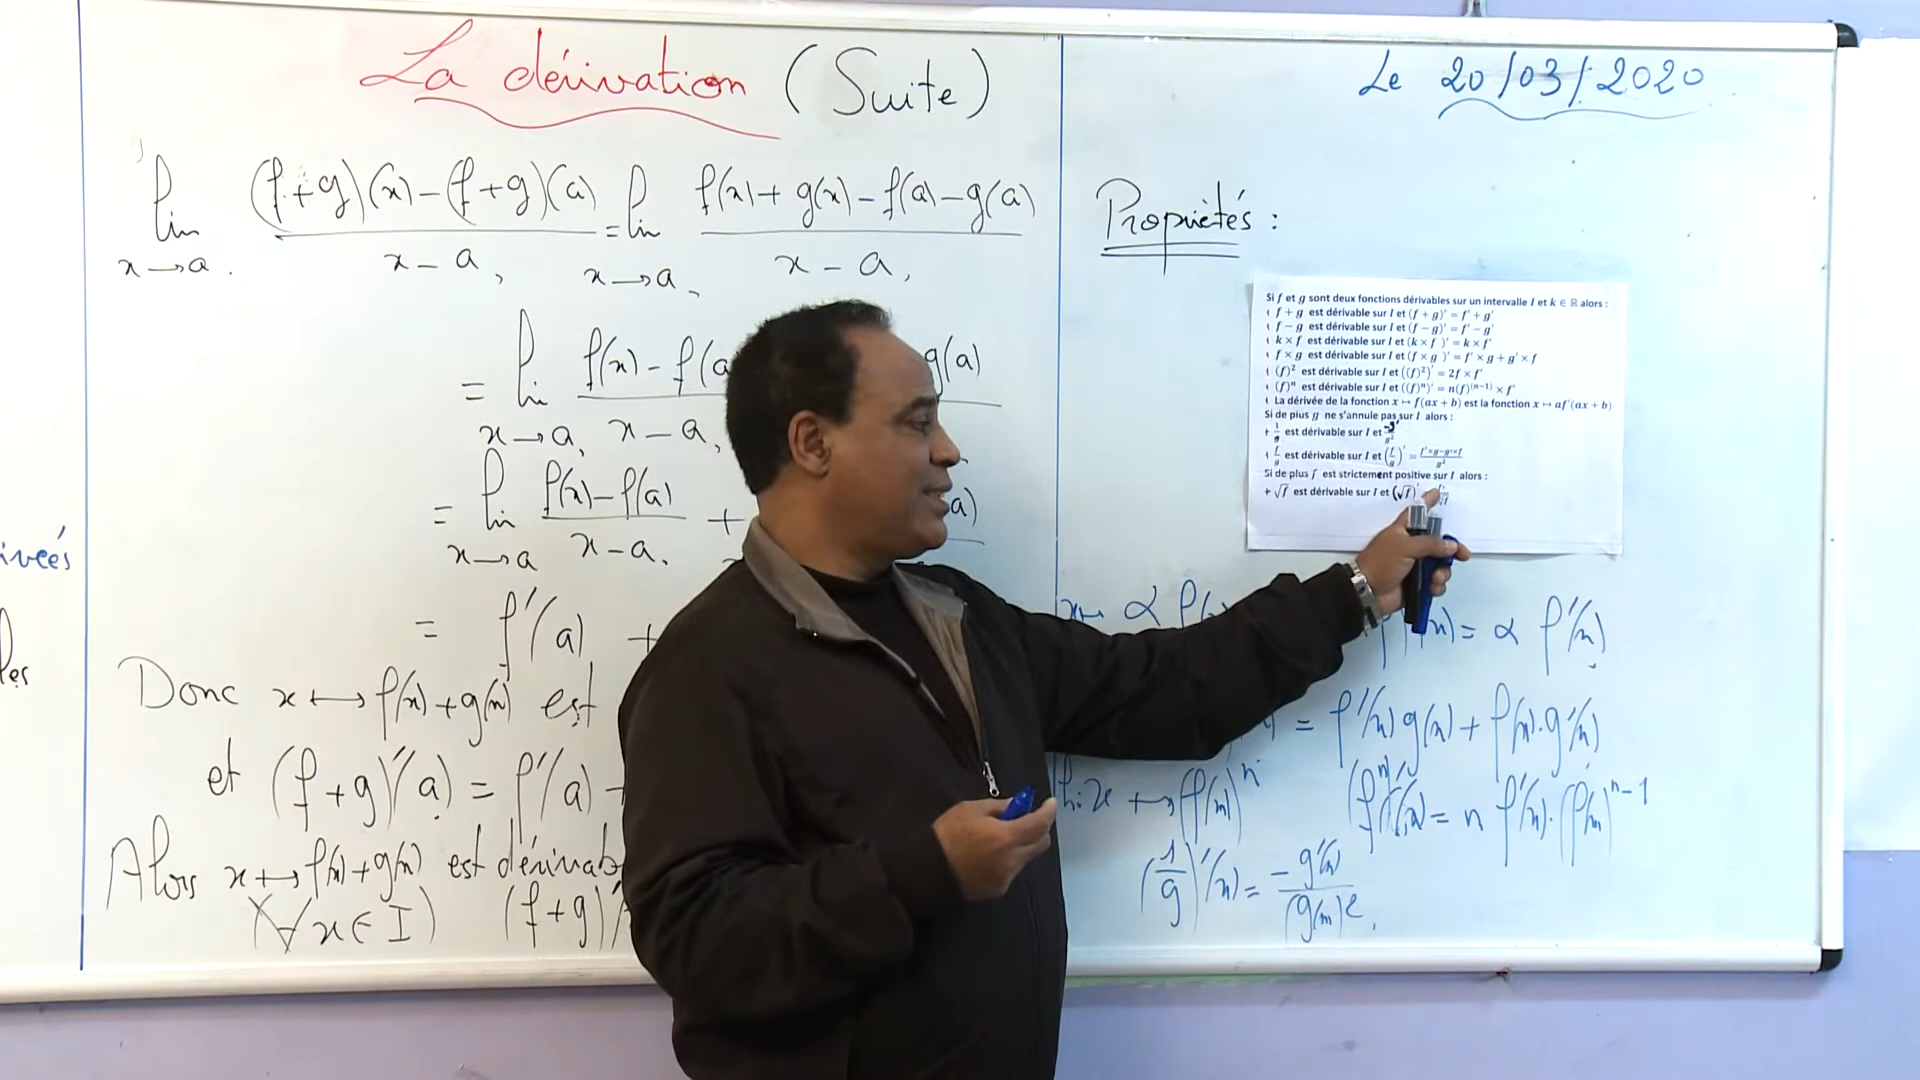 La dérivation (Suite)
Le 20/03/2020
lim x→a (f+g)(x)-(f+g)(a) / x-a, = lim x→a f(x)+g(x)-f(a)-g(a) / x-a,
= lim x→a f(x)-f(a / x-a, g(a)
= lim x→a f(x)-f(a) / x-a. + a)
= f'(a) +
Donc x ↦ f(x)+g(x) est
et (f+g)'(a) = f'(a) +
Alors x ↦ f(x)+g(x) est dérivab
(∀x∈I) (f+g)'
ivées
les
Propriétés :
Si f et g sont deux fonctions dérivables sur un intervalle I et k ∈ ℝ alors :
f + g est dérivable sur I et (f + g)' = f' + g'
f − g est dérivable sur I et (f − g)' = f' − g'
k × f est dérivable sur I et (k × f )' = k × f'
f × g est dérivable sur I et (f × g )' = f' × g + g' × f
(f)² est dérivable sur I et ((f)²)' = 2f × f'
(f)ⁿ est dérivable sur I et ((f)ⁿ)' = n(f)⁽ⁿ⁻¹⁾ × f'
La dérivée de la fonction x ↦ f(ax + b) est la fonction x ↦ af'(ax + b)
Si de plus g ne s'annule pas sur I alors :
+ 1/g est dérivable sur I et -g'/g²
f/g est dérivable sur I et (f/g)' = f'×g−g'×f / g²
Si de plus f est strictement positive sur I alors :
+ √f est dérivable sur I et (√f)'
x ↦ α f(x) = α f'(x)
= f'(x) g(x) + f(x).g'(x)
x ↦ (f(x))ⁿ (fⁿ)'(x) = n f'(x).(f(x))ⁿ⁻¹
(1/g)'(x) = -g'(x) / (g(x))².